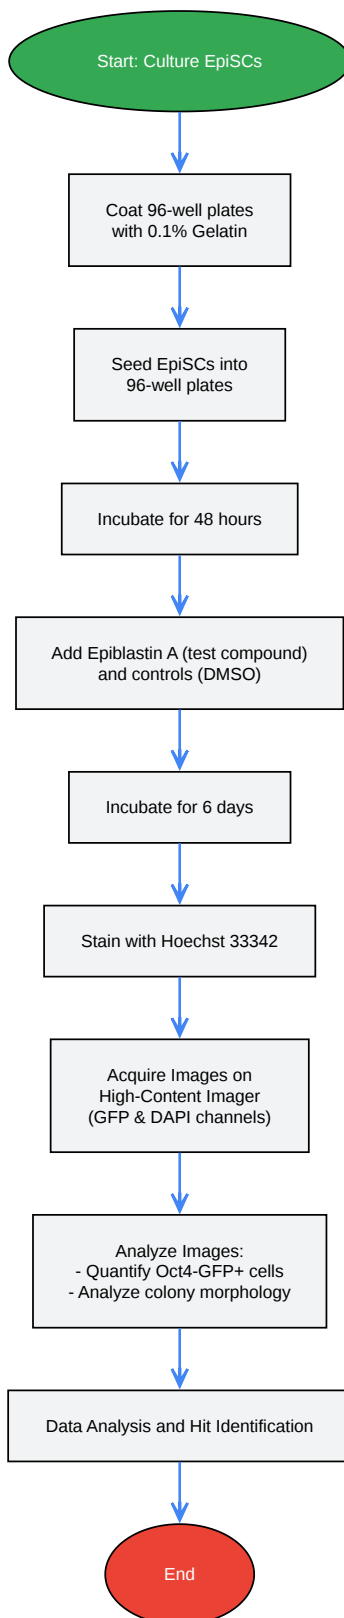 Start: Culture EpiSCs
Coat 96-well plates
with 0.1% Gelatin
Seed EpiSCs into
96-well plates
Incubate for 48 hours
Add Epiblastin A (test compound)
and controls (DMSO)
Incubate for 6 days
Stain with Hoechst 33342
Acquire Images on
High-Content Imager
(GFP & DAPI channels)
Analyze Images:
- Quantify Oct4-GFP+ cells
- Analyze colony morphology
Data Analysis and Hit Identification
End